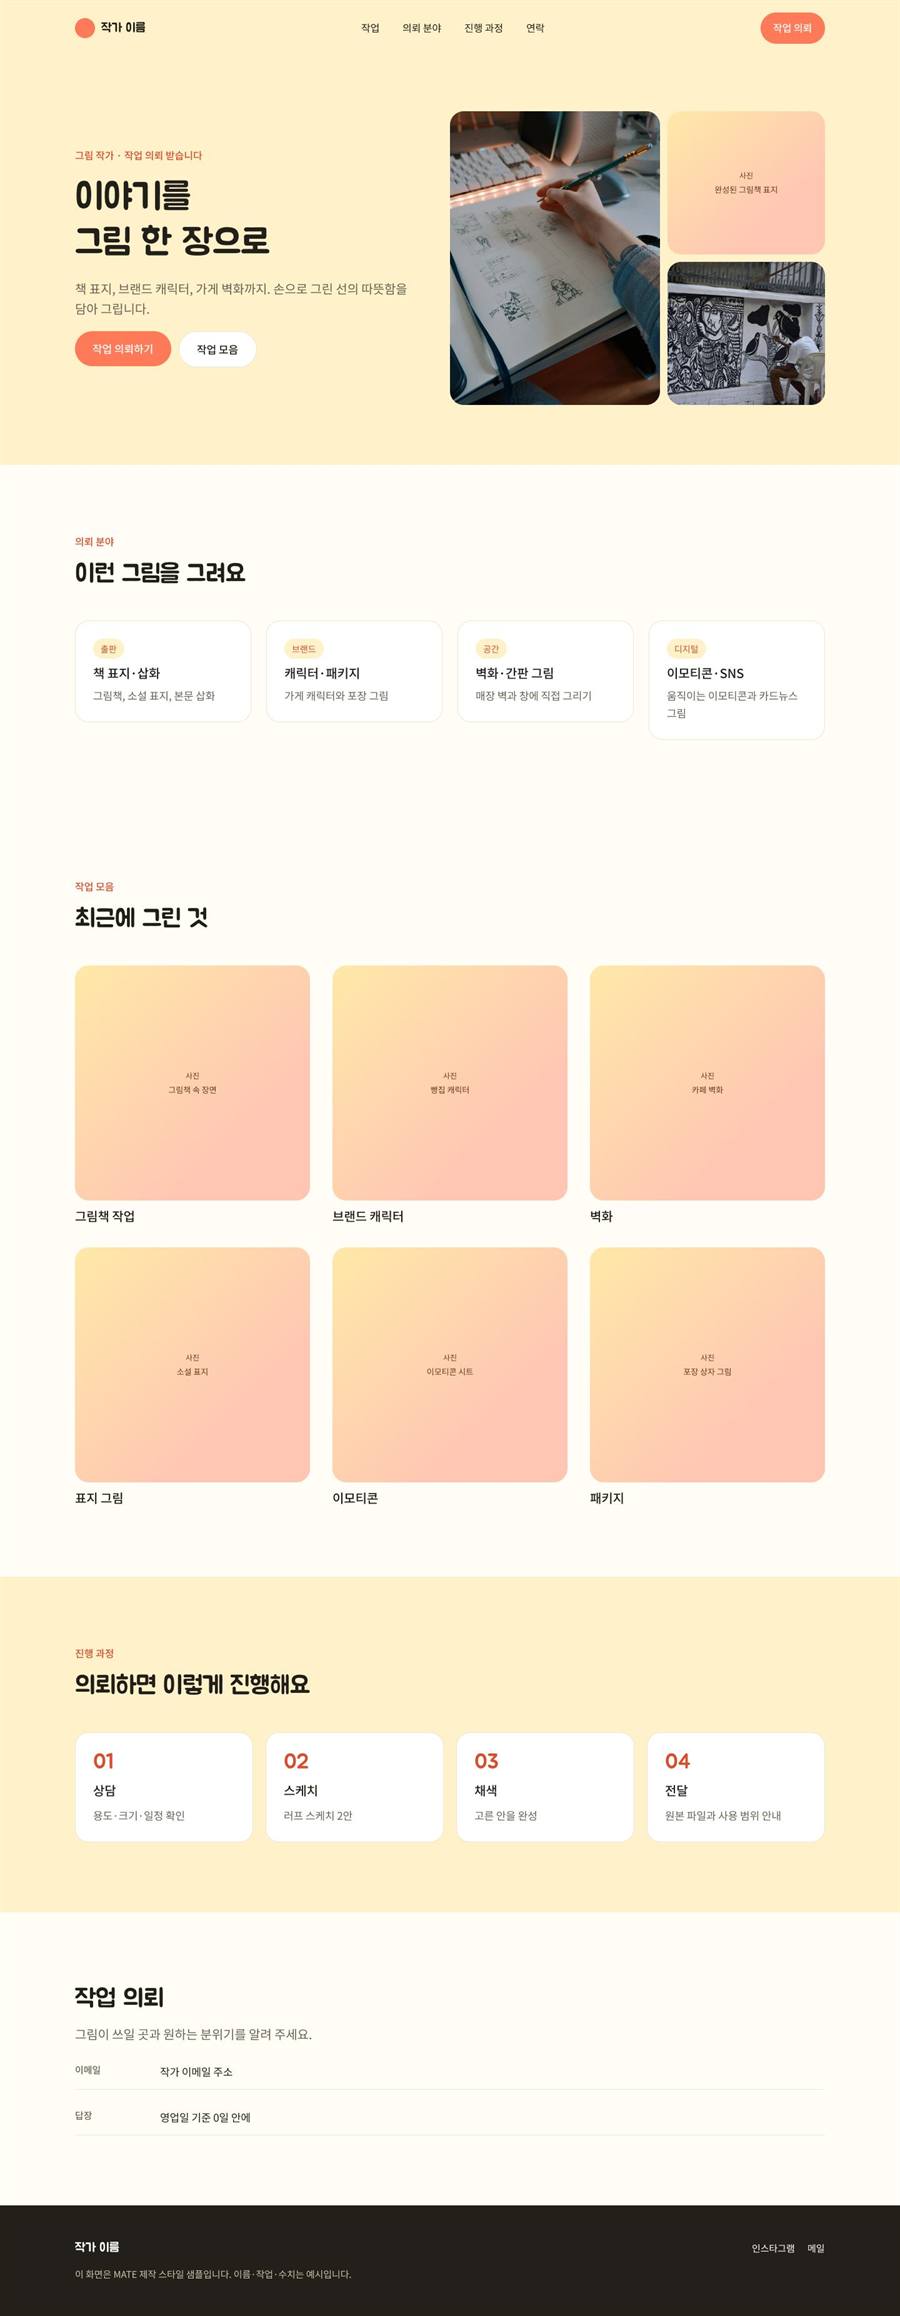 작가 이름
작업
의뢰 분야
진행 과정
연락
작업 의뢰
그림 작가 · 작업 의뢰 받습니다
이야기를
그림 한 장으로
책 표지, 브랜드 캐릭터, 가게 벽화까지. 손으로 그린 선의 따뜻함을
담아 그립니다.
작업 의뢰하기
작업 모음
사진
완성된 그림책 표지
의뢰 분야
이런 그림을 그려요
출판
책 표지·삽화
그림책, 소설 표지, 본문 삽화
브랜드
캐릭터·패키지
가게 캐릭터와 포장 그림
공간
벽화·간판 그림
매장 벽과 창에 직접 그리기
디지털
이모티콘·SNS
움직이는 이모티콘과 카드뉴스
그림
작업 모음
최근에 그린 것
사진
그림책 속 장면
그림책 작업
사진
빵집 캐릭터
브랜드 캐릭터
사진
카페 벽화
벽화
사진
소설 표지
표지 그림
사진
이모티콘 시트
이모티콘
사진
포장 상자 그림
패키지
진행 과정
의뢰하면 이렇게 진행해요
01
상담
용도·크기·일정 확인
02
스케치
러프 스케치 2안
03
채색
고른 안을 완성
04
전달
원본 파일과 사용 범위 안내
작업 의뢰
그림이 쓰일 곳과 원하는 분위기를 알려 주세요.
이메일
작가 이메일 주소
답장
영업일 기준 0일 안에
작가 이름
인스타그램
메일
이 화면은 MATE 제작 스타일 샘플입니다. 이름·작업·수치는 예시입니다.